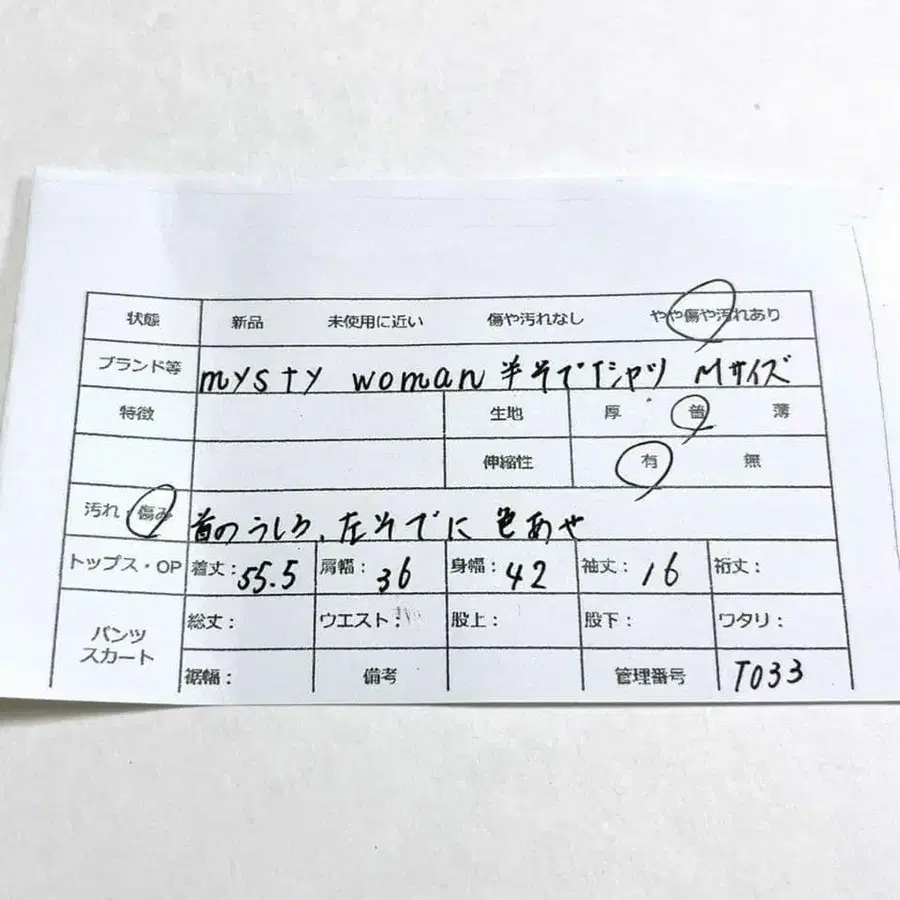 状態 新品 未使用に近い 傷や汚れなし やや傷や汚れあり
ブランド等 mysty woman 半そでTシャツ Mサイズ
特徴 生地 厚 普 薄
伸縮性 有 無
汚れ・傷み 首のうしろ、左そでに 色あせ
トップス・OP 着丈：55.5 肩幅：36 身幅：42 袖丈：16 裄丈：
パンツ スカート 総丈： ウエスト： 股上： 股下： ワタリ：
裾幅： 備考 管理番号 T033